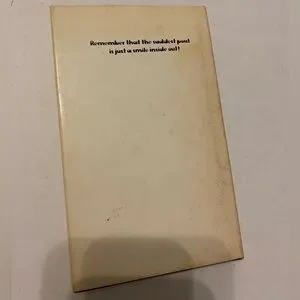 Remember that the saddest pout
is just a smile inside out!